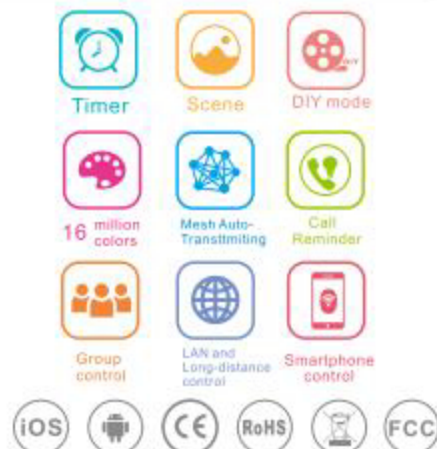 Timer
Scene
DIY mode
16 million
colors
Mesh Auto-
Transttmiting
Call
Reminder
Group
control
LAN and
Long-distance
control
Smartphone
control
iOS
CE
RoHS
FCC